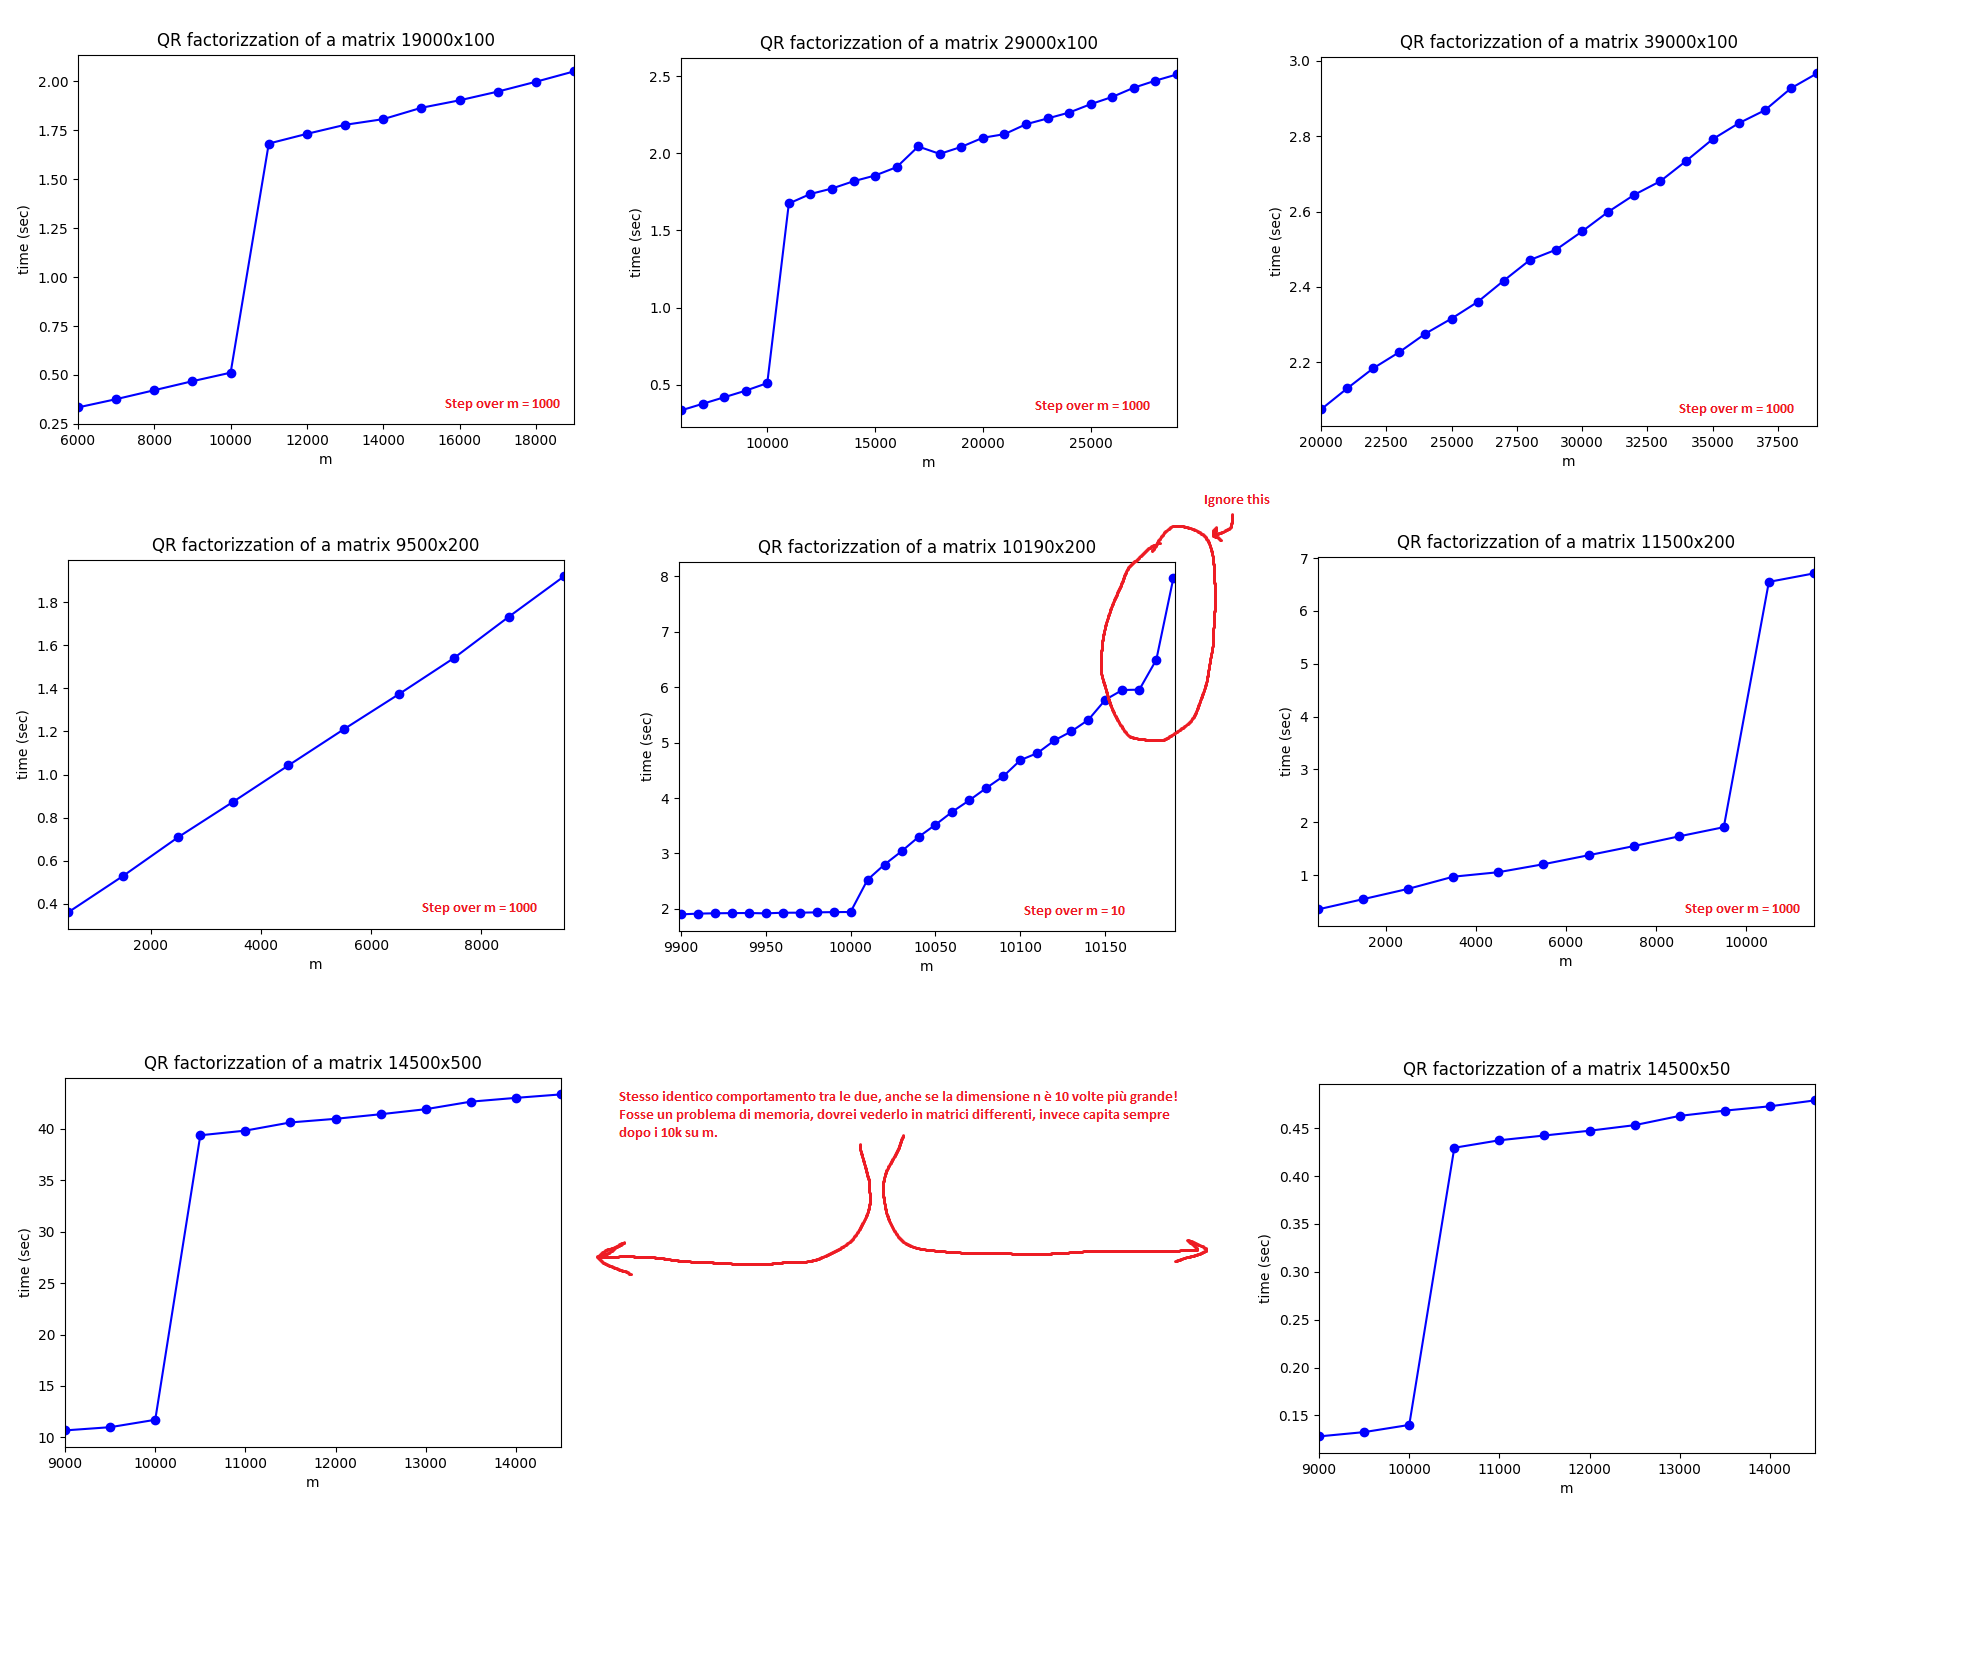 QR factorizzation of a matrix 19000x100
2.00
1.75
1.50
1.25
1.00
0.75
0.50
0.25
time (sec)
Step over m = 1000
6000 8000 10000 12000 14000 16000 18000
m
QR factorizzation of a matrix 29000x100
2.5
2.0
1.5
1.0
0.5
time (sec)
Step over m = 1000
10000 15000 20000 25000
m
QR factorizzation of a matrix 39000x100
3.0
2.8
2.6
2.4
2.2
time (sec)
Step over m = 1000
20000 22500 25000 27500 30000 32500 35000 37500
m
QR factorizzation of a matrix 9500x200
1.8
1.6
1.4
1.2
1.0
0.8
0.6
0.4
time (sec)
Step over m = 1000
2000 4000 6000 8000
m
Ignore this
QR factorizzation of a matrix 10190x200
8
7
6
5
4
3
2
time (sec)
Step over m = 10
9900 9950 10000 10050 10100 10150
m
QR factorizzation of a matrix 11500x200
7
6
5
4
3
2
1
time (sec)
Step over m = 1000
2000 4000 6000 8000 10000
m
QR factorizzation of a matrix 14500x500
40
35
30
25
20
15
10
time (sec)
9000 10000 11000 12000 13000 14000
m
Stesso identico comportamento tra le due, anche se la dimensione n è 10 volte più grande!
Fosse un problema di memoria, dovrei vederlo in matrici differenti, invece capita sempre
dopo i 10k su m.
QR factorizzation of a matrix 14500x50
0.45
0.40
0.35
0.30
0.25
0.20
0.15
time (sec)
9000 10000 11000 12000 13000 14000
m